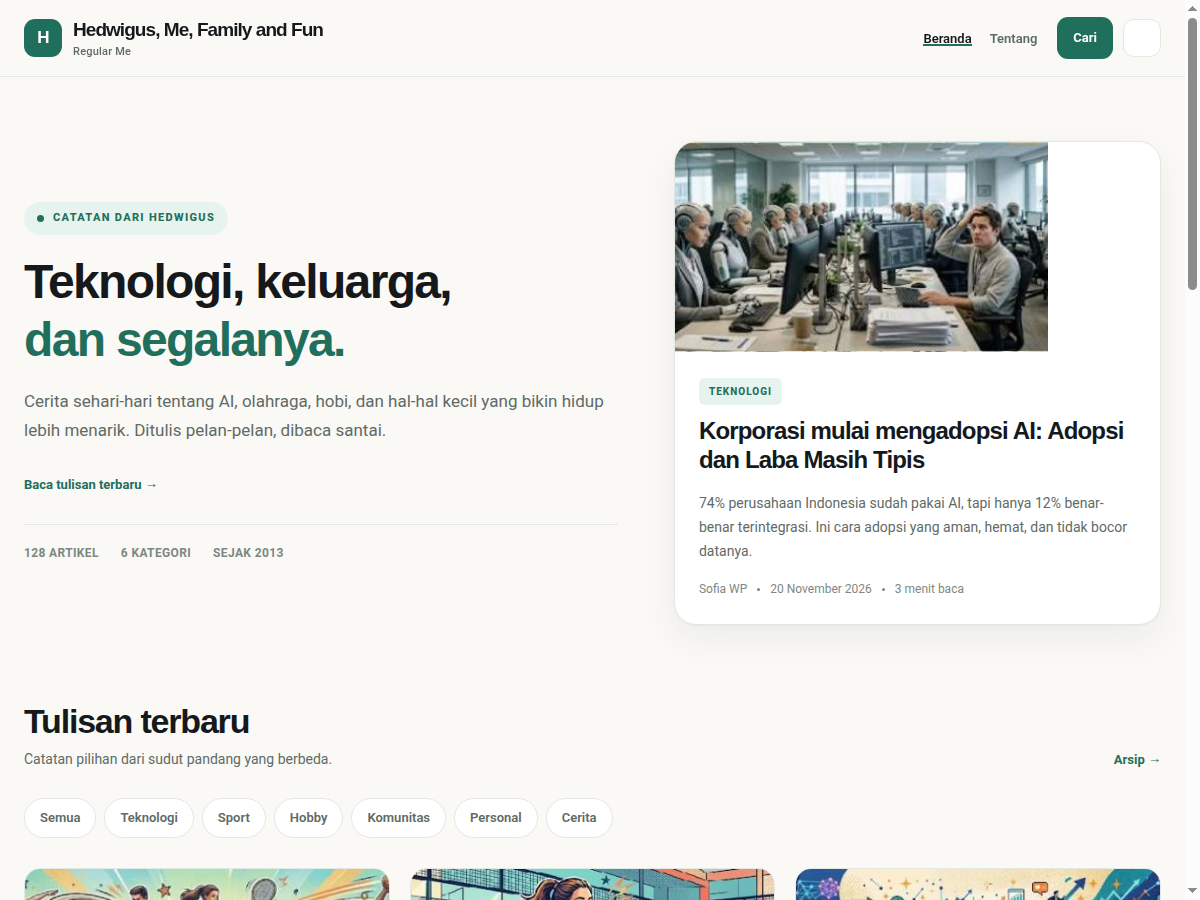 H
Hedwigus, Me, Family and Fun
Regular Me
Beranda
Tentang
Cari
CATATAN DARI HEDWIGUS
Teknologi, keluarga,
dan segalanya.
Cerita sehari-hari tentang AI, olahraga, hobi, dan hal-hal kecil yang bikin hidup
lebih menarik. Ditulis pelan-pelan, dibaca santai.
Baca tulisan terbaru →
128 ARTIKEL
6 KATEGORI
SEJAK 2013
TEKNOLOGI
Korporasi mulai mengadopsi AI: Adopsi
dan Laba Masih Tipis
74% perusahaan Indonesia sudah pakai AI, tapi hanya 12% benar-
benar terintegrasi. Ini cara adopsi yang aman, hemat, dan tidak bocor
datanya.
Sofia WP • 20 November 2026 • 3 menit baca
Tulisan terbaru
Catatan pilihan dari sudut pandang yang berbeda.
Arsip →
Semua
Teknologi
Sport
Hobby
Komunitas
Personal
Cerita